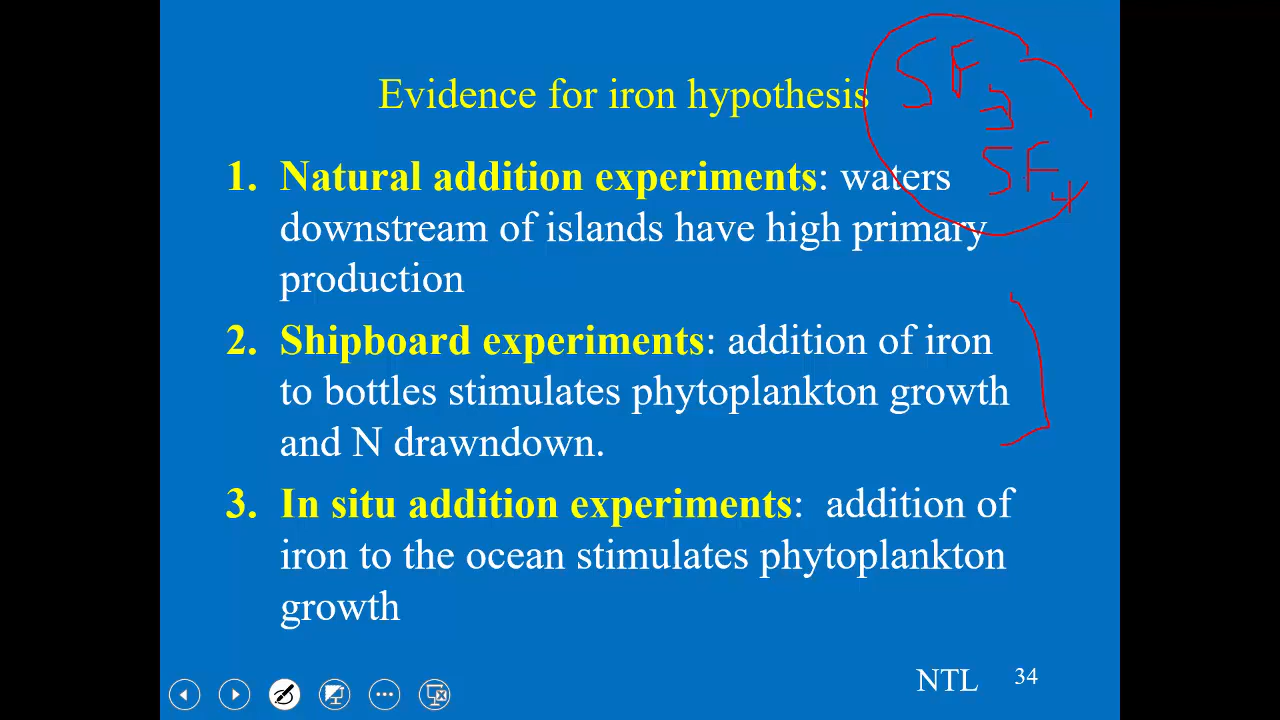 Evidence for iron hypothesis
SF3
SF4
1. Natural addition experiments: waters
downstream of islands have high primary
production
2. Shipboard experiments: addition of iron
to bottles stimulates phytoplankton growth
and N drawndown.
3. In situ addition experiments: addition of
iron to the ocean stimulates phytoplankton
growth
NTL 34